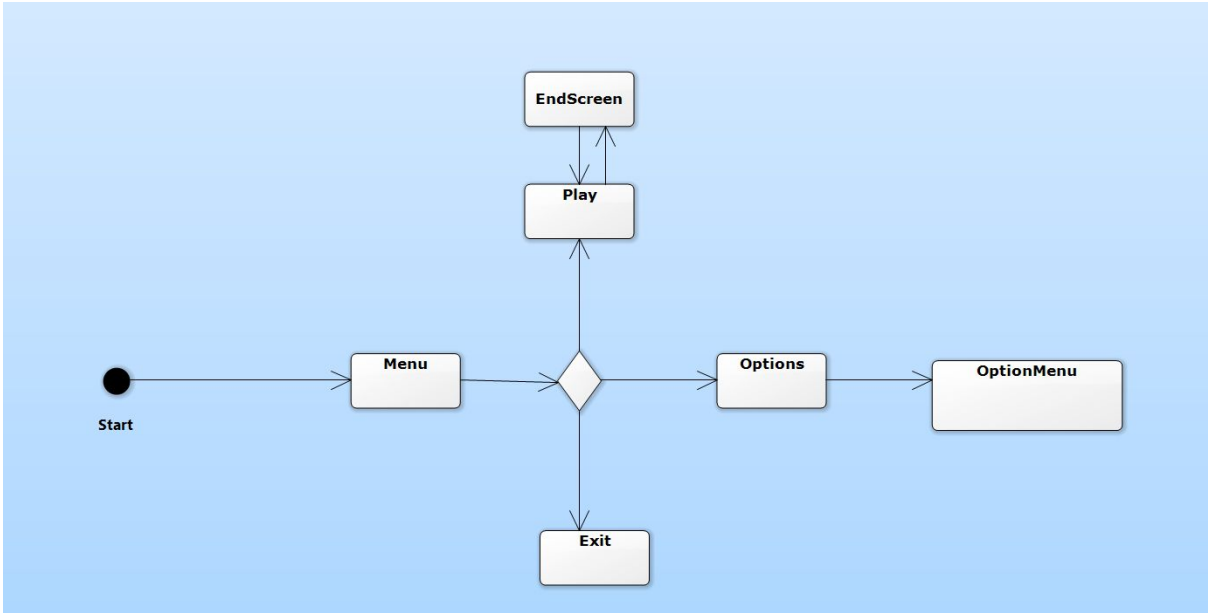 EndScreen
Play
Menu
Options
OptionMenu
Start
Exit